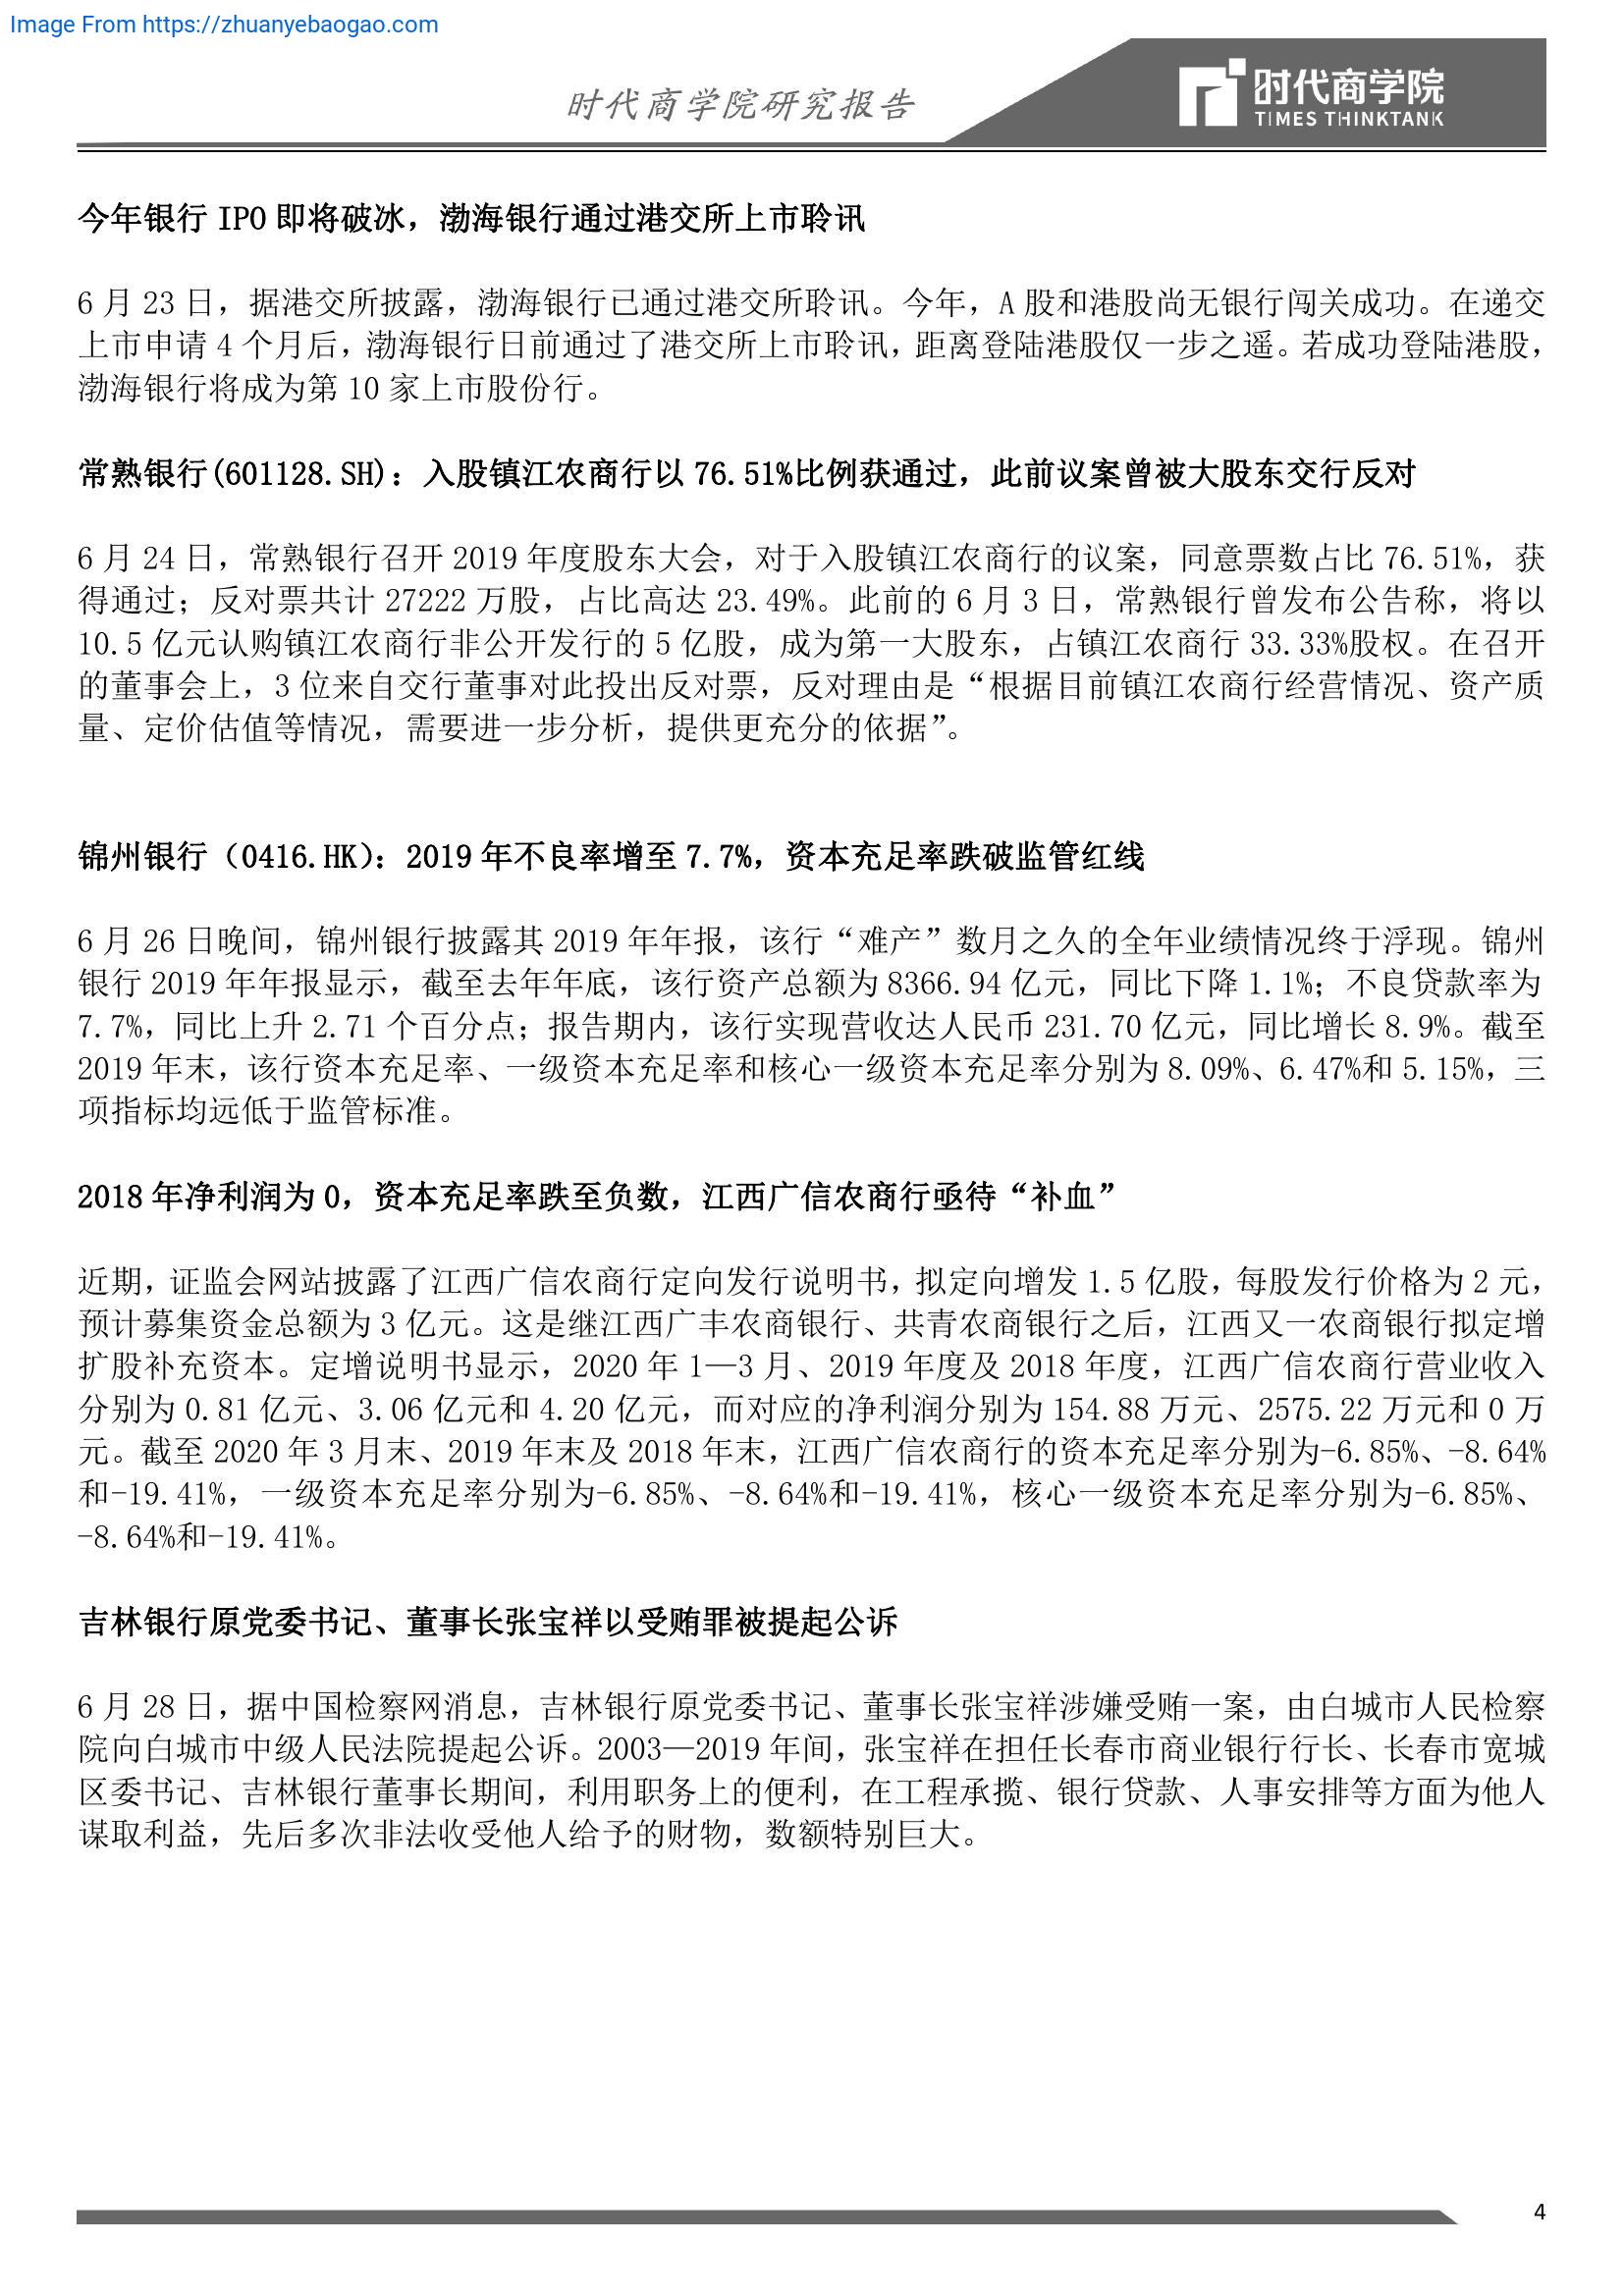 Image From https://zhuanyebaogao.com
时代商学院研究报告
时代商学院
TIMES THINKTANK
今年银行 IPO 即将破冰，渤海银行通过港交所上市聆讯
6 月 23 日，据港交所披露，渤海银行已通过港交所聆讯。今年，A 股和港股尚无银行闯关成功。在递交
上市申请 4 个月后，渤海银行日前通过了港交所上市聆讯，距离登陆港股仅一步之遥。若成功登陆港股，
渤海银行将成为第 10 家上市股份行。
常熟银行(601128.SH)：入股镇江农商行以 76.51%比例获通过，此前议案曾被大股东交行反对
6 月 24 日，常熟银行召开 2019 年度股东大会，对于入股镇江农商行的议案，同意票数占比 76.51%，获
得通过；反对票共计 27222 万股，占比高达 23.49%。此前的 6 月 3 日，常熟银行曾发布公告称，将以
10.5 亿元认购镇江农商行非公开发行的 5 亿股，成为第一大股东，占镇江农商行 33.33%股权。在召开
的董事会上，3 位来自交行董事对此投出反对票，反对理由是“根据目前镇江农商行经营情况、资产质
量、定价估值等情况，需要进一步分析，提供更充分的依据”。
锦州银行（0416.HK）：2019 年不良率增至 7.7%，资本充足率跌破监管红线
6 月 26 日晚间，锦州银行披露其 2019 年年报，该行“难产”数月之久的全年业绩情况终于浮现。锦州
银行 2019 年年报显示，截至去年年底，该行资产总额为 8366.94 亿元，同比下降 1.1%；不良贷款率为
7.7%，同比上升 2.71 个百分点；报告期内，该行实现营收达人民币 231.70 亿元，同比增长 8.9%。截至
2019 年末，该行资本充足率、一级资本充足率和核心一级资本充足率分别为 8.09%、6.47%和 5.15%，三
项指标均远低于监管标准。
2018 年净利润为 0，资本充足率跌至负数，江西广信农商行亟待“补血”
近期，证监会网站披露了江西广信农商行定向发行说明书，拟定向增发 1.5 亿股，每股发行价格为 2 元，
预计募集资金总额为 3 亿元。这是继江西广丰农商银行、共青农商银行之后，江西又一农商银行拟定增
扩股补充资本。定增说明书显示，2020 年 1—3 月、2019 年度及 2018 年度，江西广信农商行营业收入
分别为 0.81 亿元、3.06 亿元和 4.20 亿元，而对应的净利润分别为 154.88 万元、2575.22 万元和 0 万
元。截至 2020 年 3 月末、2019 年末及 2018 年末，江西广信农商行的资本充足率分别为-6.85%、-8.64%
和-19.41%，一级资本充足率分别为-6.85%、-8.64%和-19.41%，核心一级资本充足率分别为-6.85%、
-8.64%和-19.41%。
吉林银行原党委书记、董事长张宝祥以受贿罪被提起公诉
6 月 28 日，据中国检察网消息，吉林银行原党委书记、董事长张宝祥涉嫌受贿一案，由白城市人民检察
院向白城市中级人民法院提起公诉。2003—2019 年间，张宝祥在担任长春市商业银行行长、长春市宽城
区委书记、吉林银行董事长期间，利用职务上的便利，在工程承揽、银行贷款、人事安排等方面为他人
谋取利益，先后多次非法收受他人给予的财物，数额特别巨大。
4